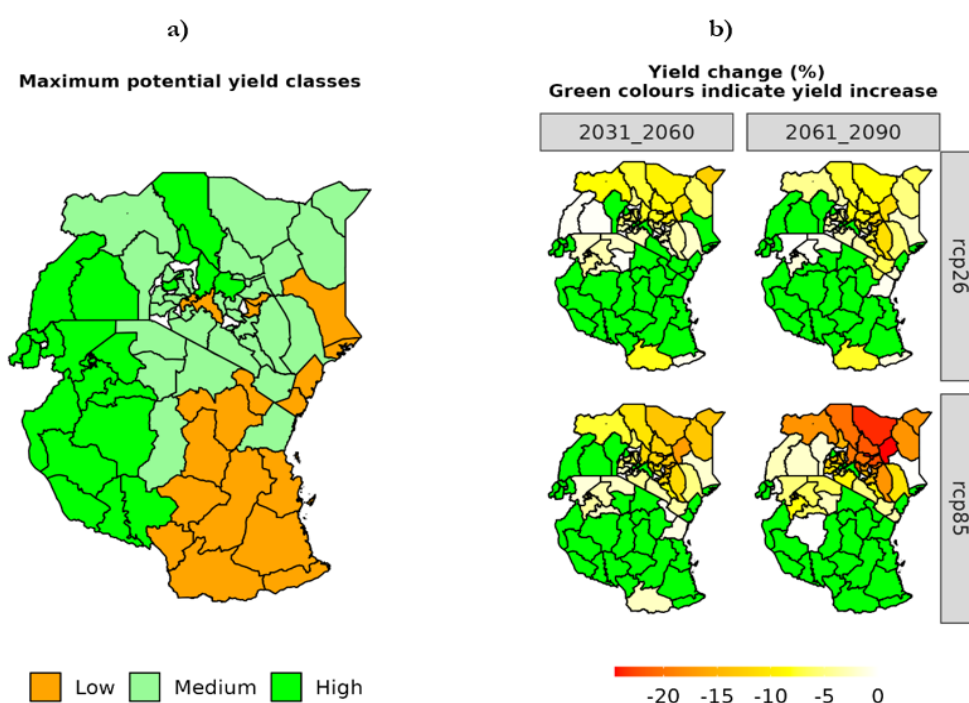 a)
Maximum potential yield classes
Low Medium High
b)
Yield change (%)
Green colours indicate yield increase
2031_2060 2061_2090
rcp26
rcp85
-20 -15 -10 -5 0